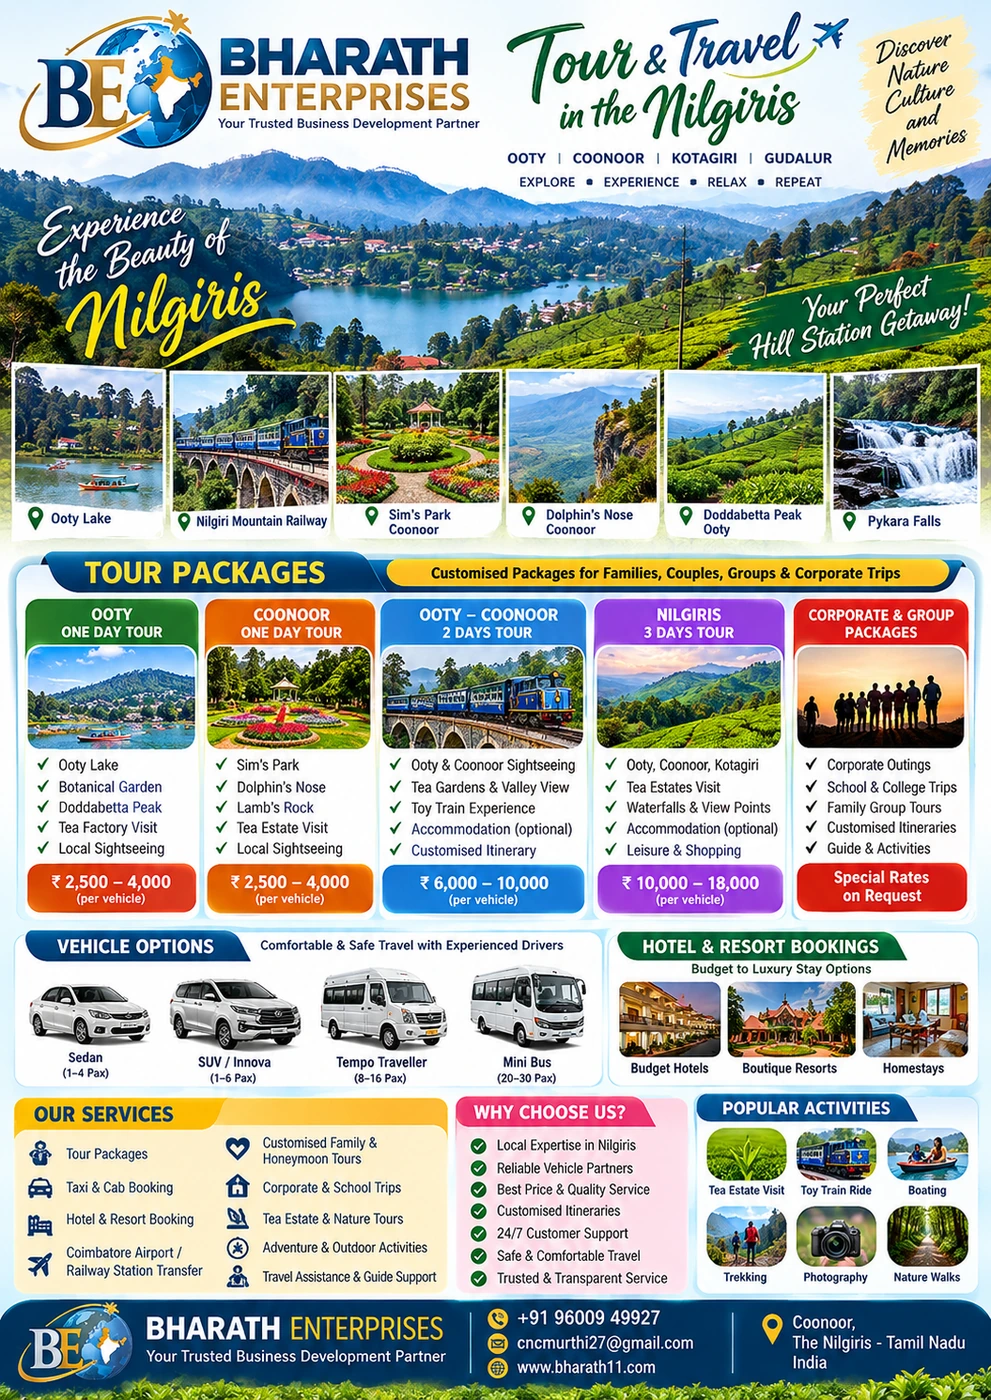 BE
BHARATH
ENTERPRISES
Your Trusted Business Development Partner
Tour & Travel
in the Nilgiris
OOTY | COONOOR | KOTAGIRI | GUDALUR
EXPLORE • EXPERIENCE • RELAX • REPEAT
Discover
Nature
Culture
and
Memories
Experience
the Beauty of
Nilgiris
Your Perfect
Hill Station Getaway!
Ooty Lake
Nilgiri Mountain Railway
Sim's Park
Coonoor
Dolphin's Nose
Coonoor
Doddabetta Peak
Ooty
Pykara Falls
TOUR PACKAGES
Customised Packages for Families, Couples, Groups & Corporate Trips
OOTY
ONE DAY TOUR
✓ Ooty Lake
✓ Botanical Garden
✓ Doddabetta Peak
✓ Tea Factory Visit
✓ Local Sightseeing
₹ 2,500 – 4,000
(per vehicle)
COONOOR
ONE DAY TOUR
✓ Sim's Park
✓ Dolphin's Nose
✓ Lamb's Rock
✓ Tea Estate Visit
✓ Local Sightseeing
₹ 2,500 – 4,000
(per vehicle)
OOTY – COONOOR
2 DAYS TOUR
✓ Ooty & Coonoor Sightseeing
✓ Tea Gardens & Valley View
✓ Toy Train Experience
✓ Accommodation (optional)
✓ Customised Itinerary
₹ 6,000 – 10,000
(per vehicle)
NILGIRIS
3 DAYS TOUR
✓ Ooty, Coonoor, Kotagiri
✓ Tea Estates Visit
✓ Waterfalls & View Points
✓ Accommodation (optional)
✓ Leisure & Shopping
₹ 10,000 – 18,000
(per vehicle)
CORPORATE & GROUP
PACKAGES
✓ Corporate Outings
✓ School & College Trips
✓ Family Group Tours
✓ Customised Itineraries
✓ Guide & Activities
Special Rates
on Request
VEHICLE OPTIONS
Comfortable & Safe Travel with Experienced Drivers
Sedan
(1–4 Pax)
SUV / Innova
(1–6 Pax)
Tempo Traveller
(8–16 Pax)
Mini Bus
(20–30 Pax)
HOTEL & RESORT BOOKINGS
Budget to Luxury Stay Options
Budget Hotels
Boutique Resorts
Homestays
OUR SERVICES
Tour Packages
Taxi & Cab Booking
Hotel & Resort Booking
Coimbatore Airport /
Railway Station Transfer
Customised Family &
Honeymoon Tours
Corporate & School Trips
Tea Estate & Nature Tours
Adventure & Outdoor Activities
Travel Assistance & Guide Support
WHY CHOOSE US?
Local Expertise in Nilgiris
Reliable Vehicle Partners
Best Price & Quality Service
Customised Itineraries
24/7 Customer Support
Safe & Comfortable Travel
Trusted & Transparent Service
POPULAR ACTIVITIES
Tea Estate Visit
Toy Train Ride
Boating
Trekking
Photography
Nature Walks
BE
BHARATH ENTERPRISES
Your Trusted Business Development Partner
+91 96009 49927
cncmurthi27@gmail.com
www.bharath11.com
Coonoor,
The Nilgiris - Tamil Nadu
India